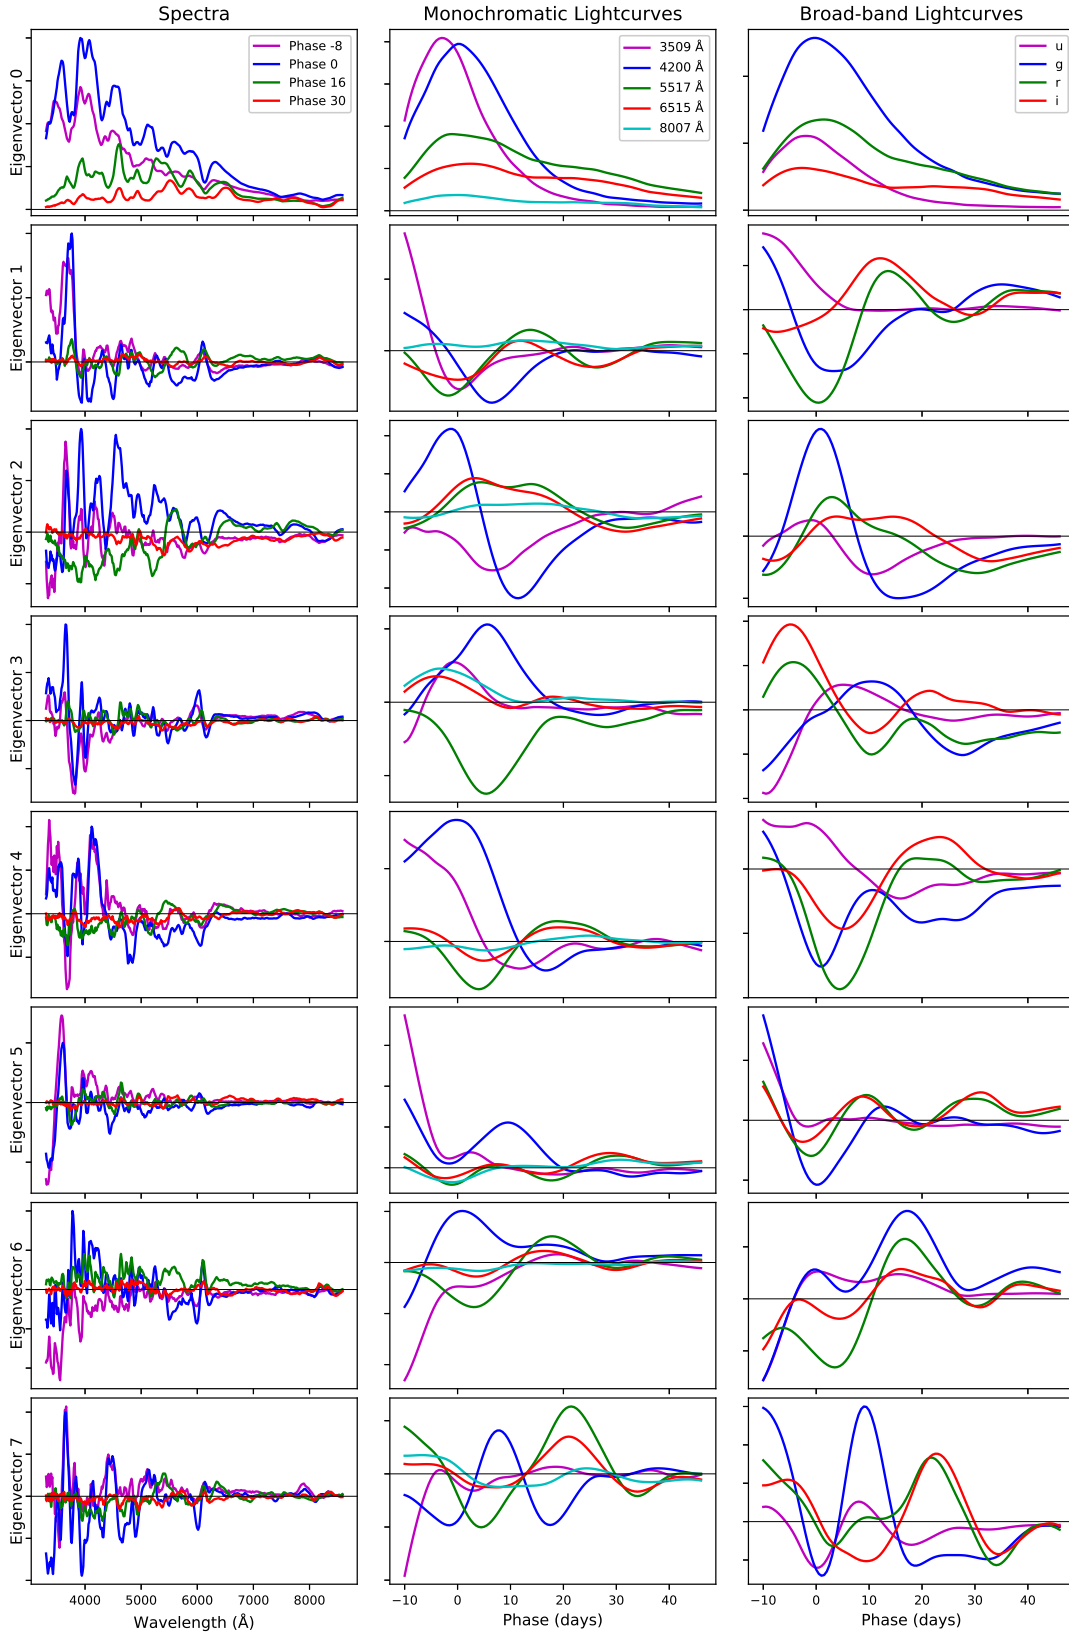 Spectra
Monochromatic Lightcurves
Broad-band Lightcurves
Eigenvector 0
Phase -8
Phase 0
Phase 16
Phase 30
3509 Å
4200 Å
5517 Å
6515 Å
8007 Å
u
g
r
i
Eigenvector 1
Eigenvector 2
Eigenvector 3
Eigenvector 4
Eigenvector 5
Eigenvector 6
Eigenvector 7
4000 5000 6000 7000 8000
−10 0 10 20 30 40
−10 0 10 20 30 40
Wavelength (Å)
Phase (days)
Phase (days)